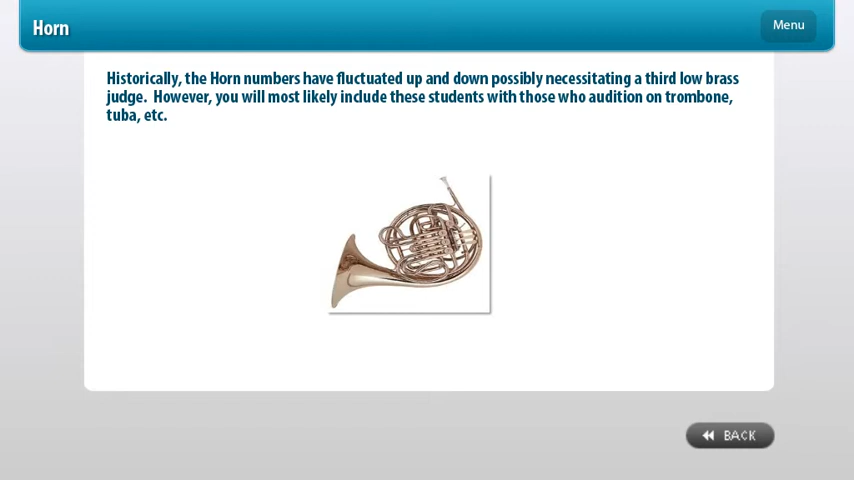 Horn
Menu
Historically, the Horn numbers have fluctuated up and down possibly necessitating a third low brass
judge.  However, you will most likely include these students with those who audition on trombone,
tuba, etc.
BACK